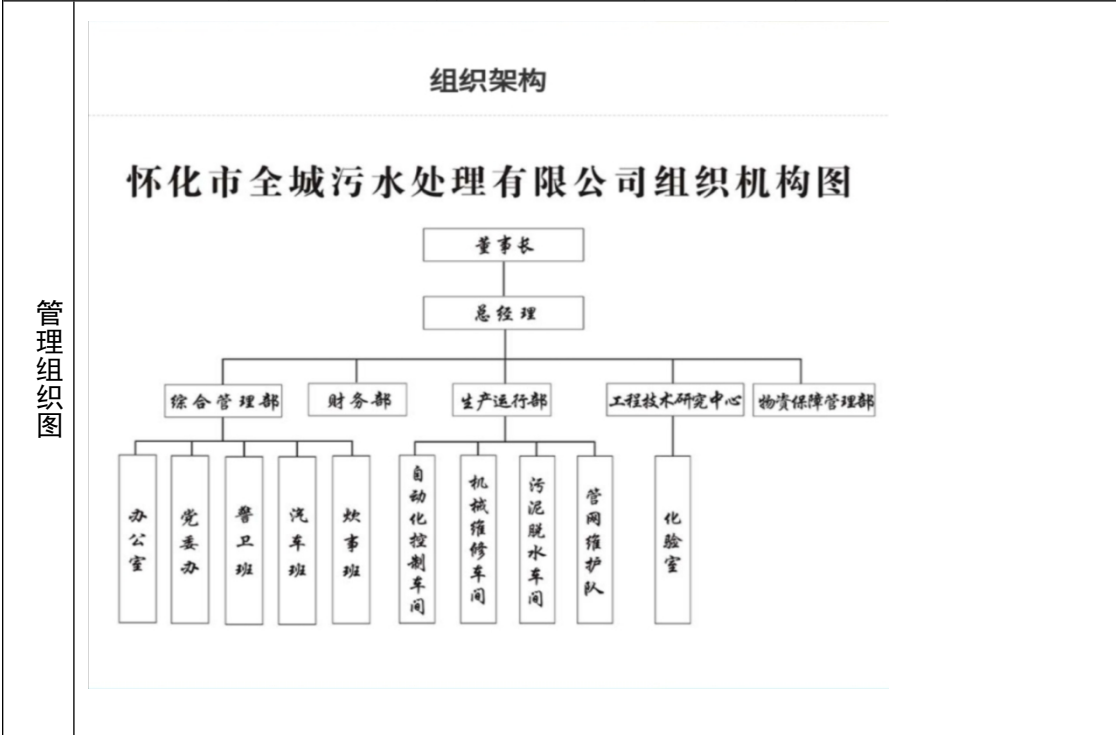 管理组织图
组织架构
怀化市全城污水处理有限公司组织机构图
董事长
总经理
综合管理部
财务部
生产运行部
工程技术研究中心
物资保障管理部
办公室
党委办
警卫班
汽车班
炊事班
自动化控制车间
机械维修车间
污泥脱水车间
管网维护队
化验室